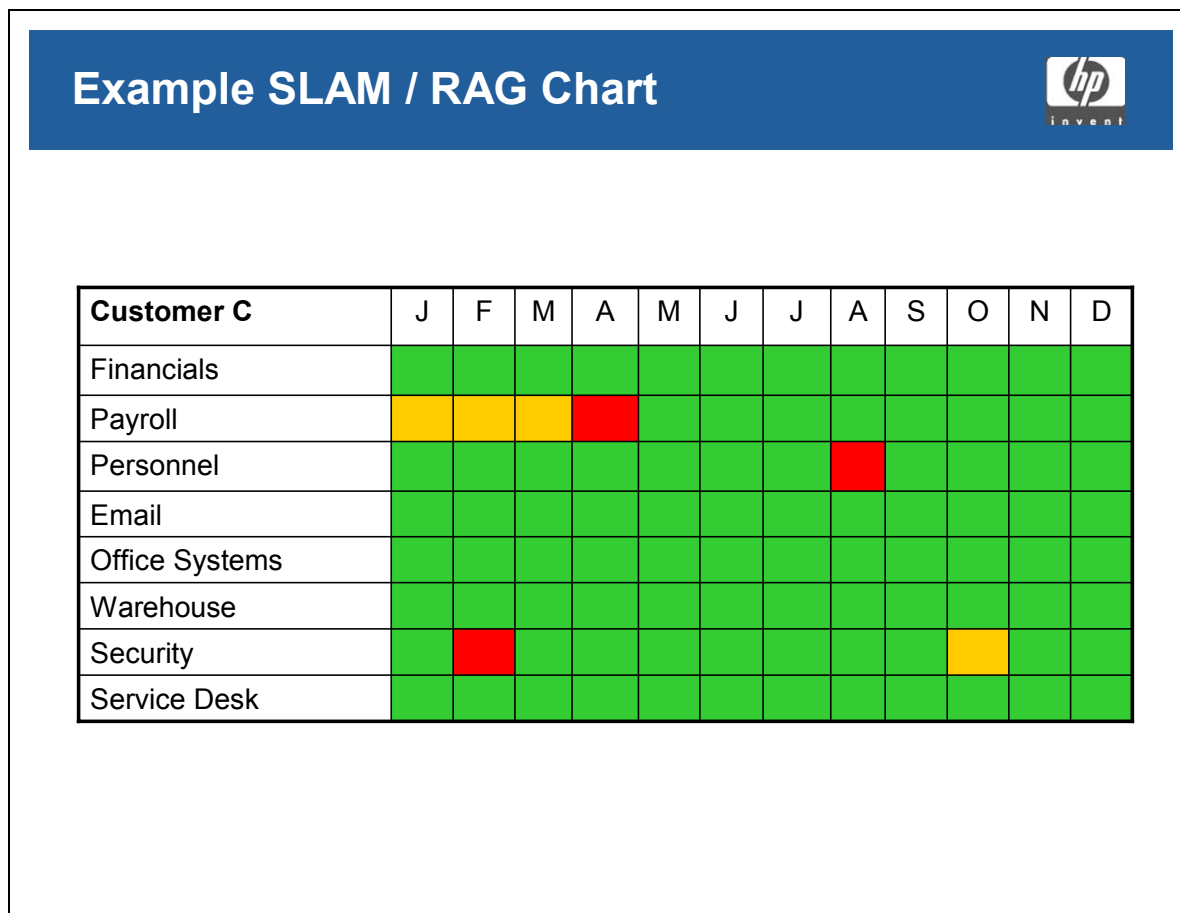 Example SLAM / RAG Chart
hp
invent
Customer C J F M A M J J A S O N D
Financials
Payroll
Personnel
Email
Office Systems
Warehouse
Security
Service Desk